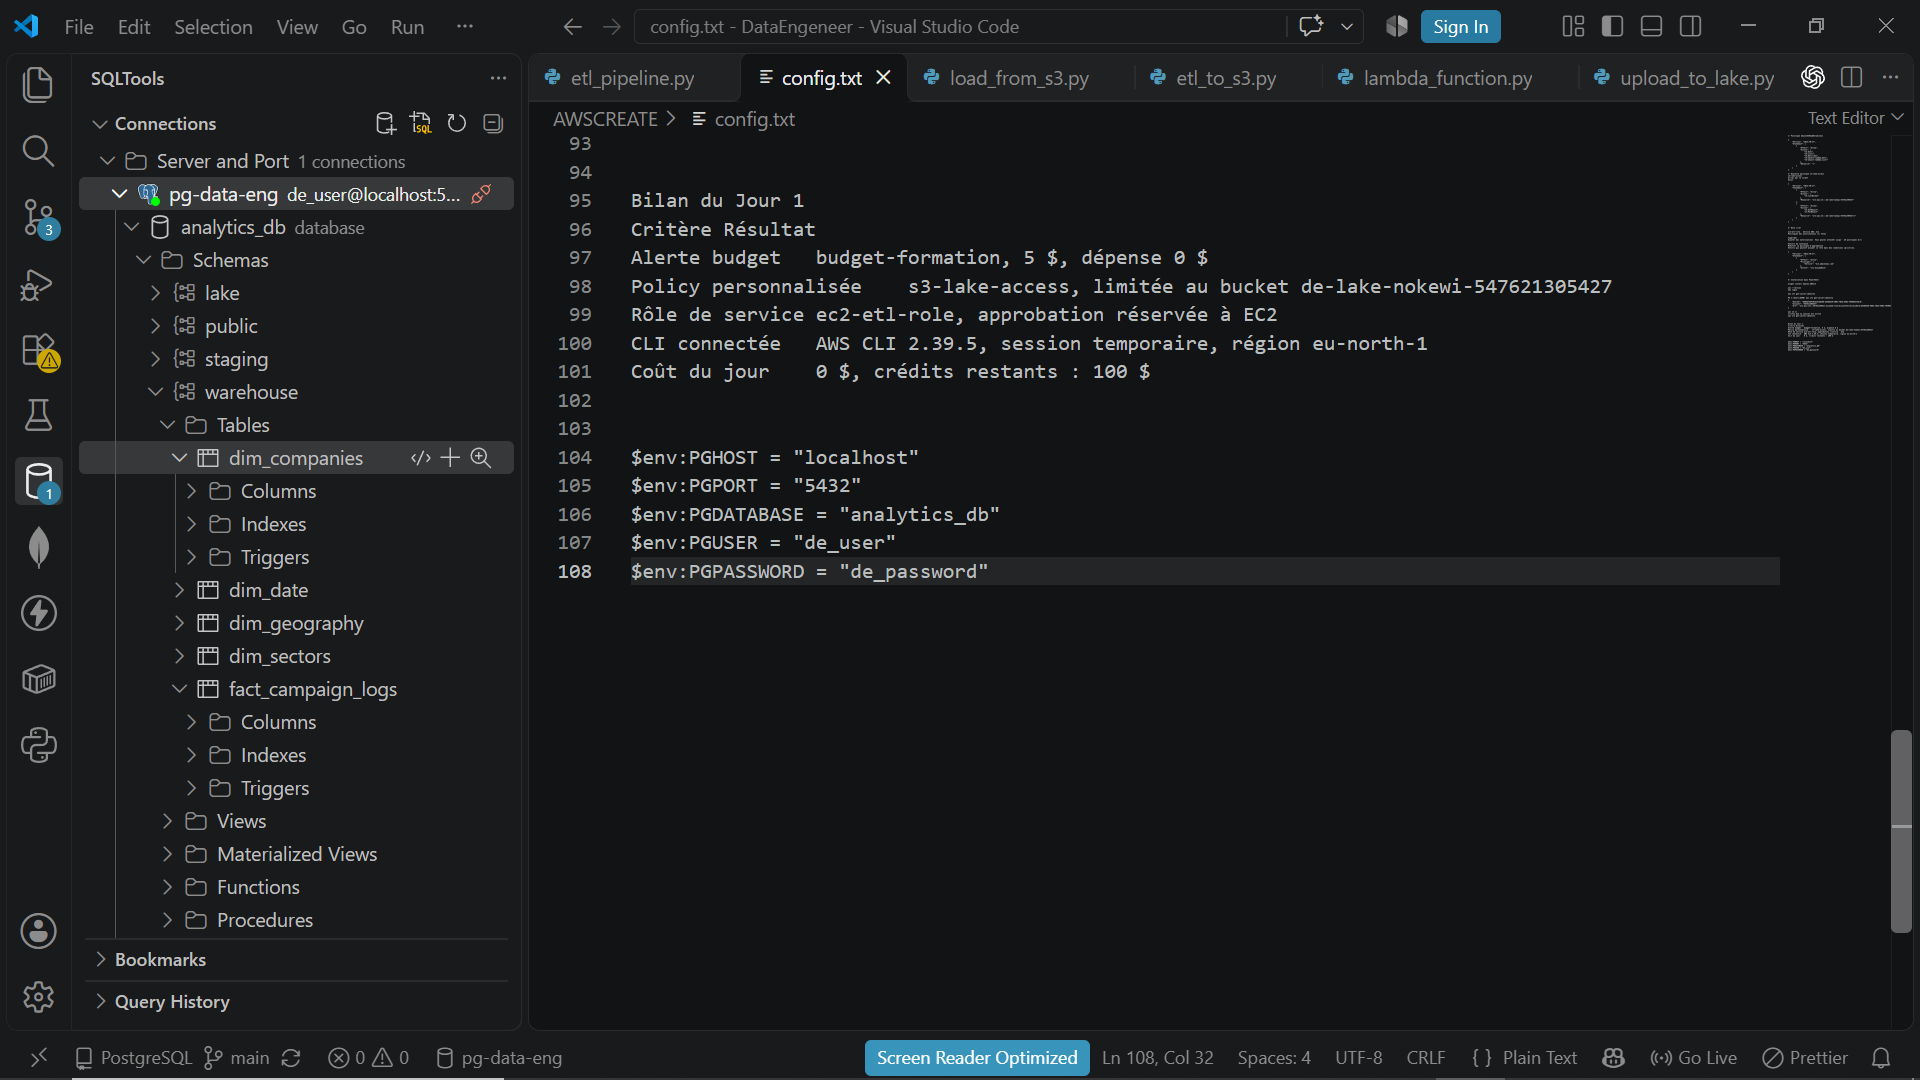 File Edit Selection View Go Run ···
config.txt - DataEngeneer - Visual Studio Code
Sign In
SQLTools
Connections
Server and Port 1 connections
pg-data-eng de_user@localhost:5...
analytics_db database
Schemas
lake
public
staging
warehouse
Tables
dim_companies
Columns
Indexes
Triggers
dim_date
dim_geography
dim_sectors
fact_campaign_logs
Columns
Indexes
Triggers
Views
Materialized Views
Functions
Procedures
Bookmarks
Query History
3
1
etl_pipeline.py config.txt load_from_s3.py etl_to_s3.py lambda_function.py upload_to_lake.py
AWSCREATE > config.txt
Text Editor
93
94
95 Bilan du Jour 1
96 Critère Résultat
97 Alerte budget budget-formation, 5 $, dépense 0 $
98 Policy personnalisée s3-lake-access, limitée au bucket de-lake-nokewi-547621305427
99 Rôle de service ec2-etl-role, approbation réservée à EC2
100 CLI connectée AWS CLI 2.39.5, session temporaire, région eu-north-1
101 Coût du jour 0 $, crédits restants : 100 $
102
103
104 $env:PGHOST = "localhost"
105 $env:PGPORT = "5432"
106 $env:PGDATABASE = "analytics_db"
107 $env:PGUSER = "de_user"
108 $env:PGPASSWORD = "de_password"
PostgreSQL main 0 0 pg-data-eng
Screen Reader Optimized Ln 108, Col 32 Spaces: 4 UTF-8 CRLF { } Plain Text Go Live Prettier